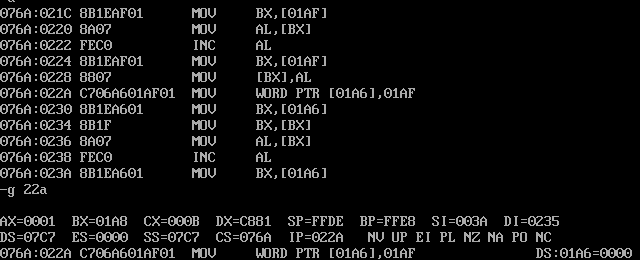 076A:021C 8B1EAF01 MOV BX,[01AF]
076A:0220 8A07 MOV AL,[BX]
076A:0222 FEC0 INC AL
076A:0224 8B1EAF01 MOV BX,[01AF]
076A:0228 8807 MOV [BX],AL
076A:022A C706A601AF01 MOV WORD PTR [01A6],01AF
076A:0230 8B1EA601 MOV BX,[01A6]
076A:0234 8B1F MOV BX,[BX]
076A:0236 8A07 MOV AL,[BX]
076A:0238 FEC0 INC AL
076A:023A 8B1EA601 MOV BX,[01A6]
-g 22a
AX=0001 BX=01A8 CX=000B DX=C881 SP=FFDE BP=FFE8 SI=003A DI=0235
DS=07C7 ES=0000 SS=07C7 CS=076A IP=022A NV UP EI PL NZ NA PO NC
076A:022A C706A601AF01 MOV WORD PTR [01A6],01AF DS:01A6=0000